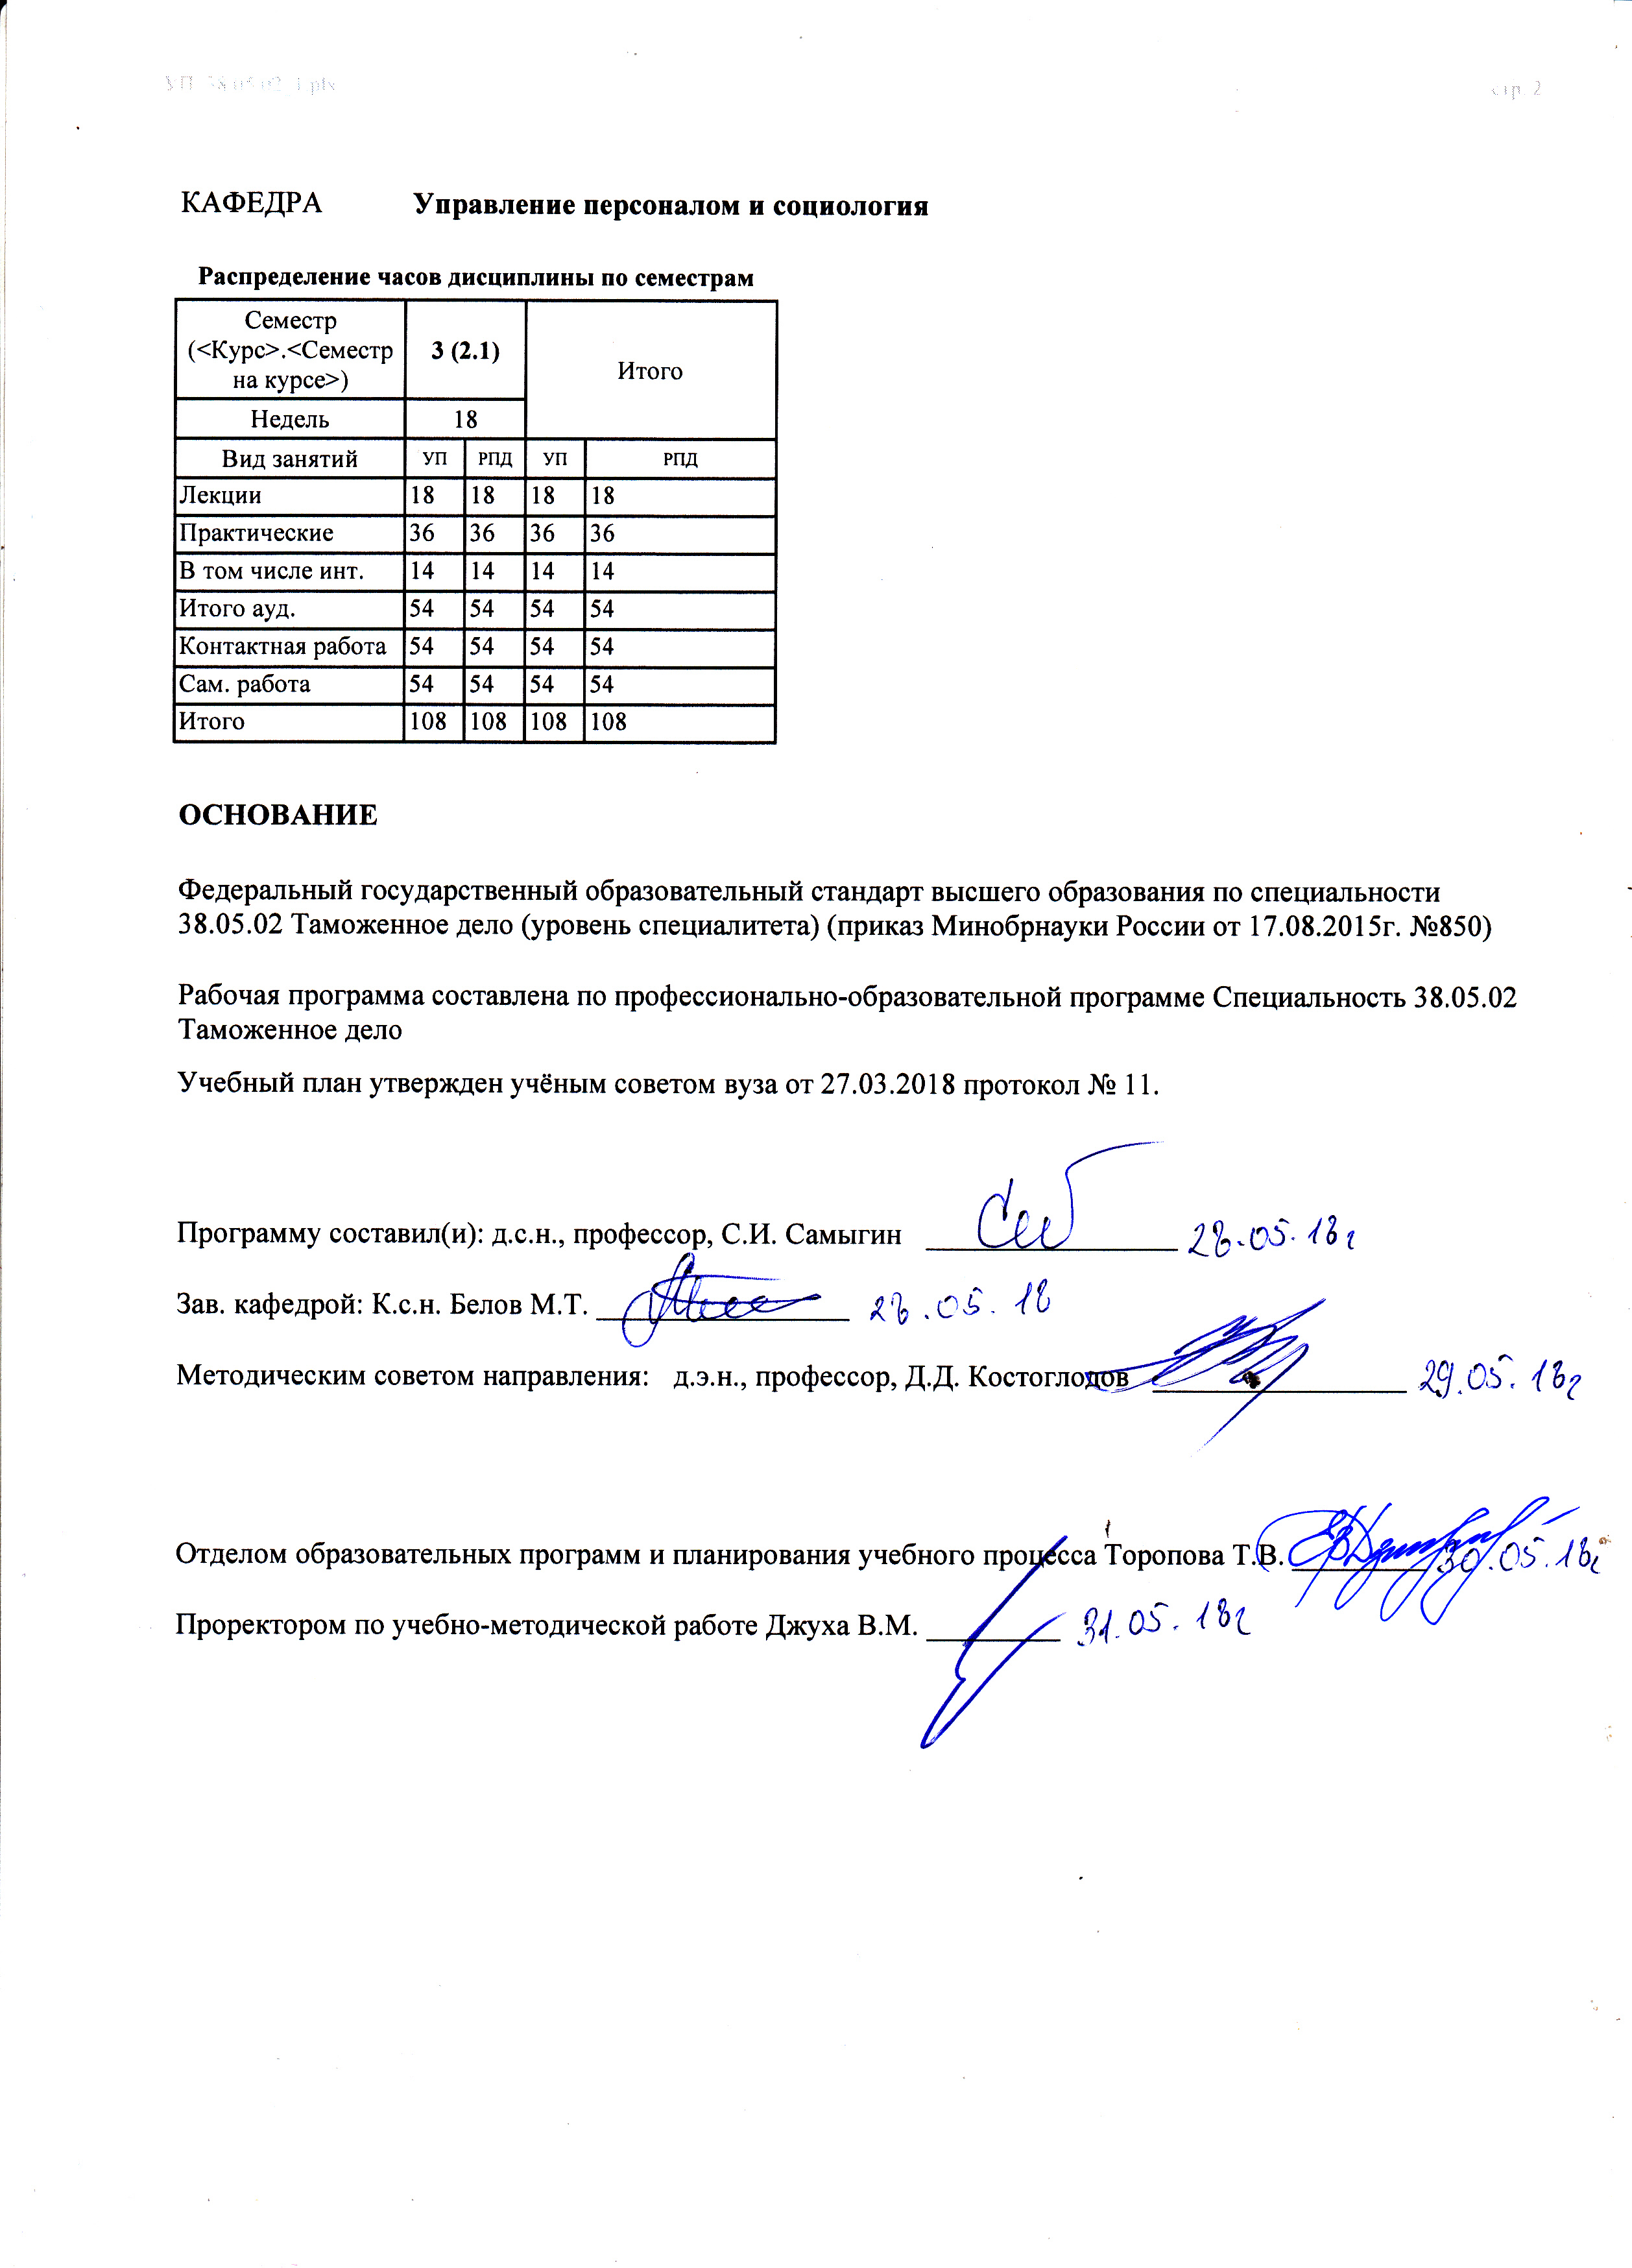 УП 38.05.02_1.plx стр. 2
КАФЕДРА Управление персоналом и социология
Распределение часов дисциплины по семестрам
Семестр
(<Курс>.<Семестр
на курсе>) 3 (2.1) Итого
Недель 18
Вид занятий УП РПД УП РПД
Лекции 18 18 18 18
Практические 36 36 36 36
В том числе инт. 14 14 14 14
Итого ауд. 54 54 54 54
Контактная работа 54 54 54 54
Сам. работа 54 54 54 54
Итого 108 108 108 108
ОСНОВАНИЕ
Федеральный государственный образовательный стандарт высшего образования по специальности
38.05.02 Таможенное дело (уровень специалитета) (приказ Минобрнауки России от 17.08.2015г. №850)
Рабочая программа составлена по профессионально-образовательной программе Специальность 38.05.02
Таможенное дело
Учебный план утвержден учёным советом вуза от 27.03.2018 протокол № 11.
Программу составил(и): д.с.н., профессор, С.И. Самыгин 28.05.18г
Зав. кафедрой: К.с.н. Белов М.Т. 28.05.18
Методическим советом направления: д.э.н., профессор, Д.Д. Костоглодов 29.05.18г
Отделом образовательных программ и планирования учебного процесса Торопова Т.В. 30.05.18г
Проректором по учебно-методической работе Джуха В.М. 31.05.18г